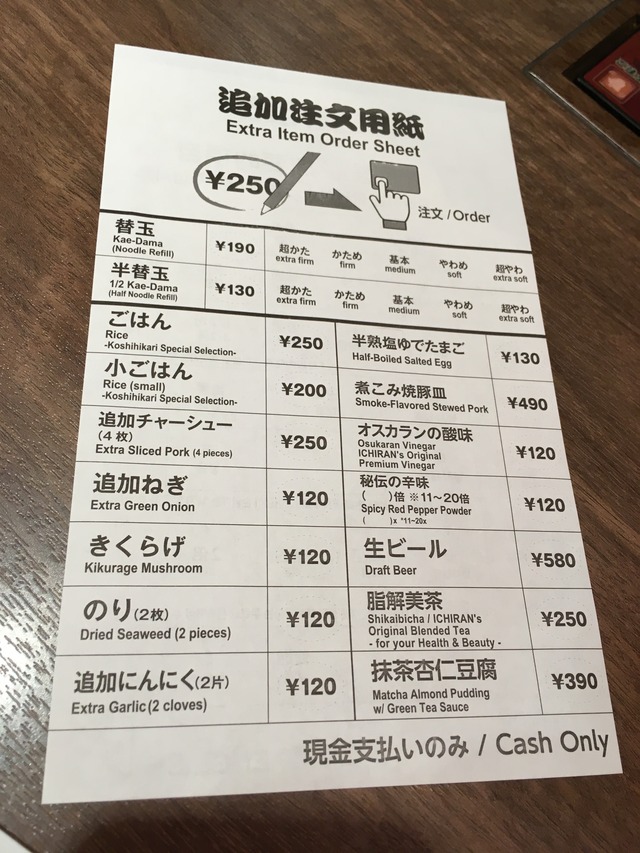 追加注文用紙
Extra Item Order Sheet
¥250
注文 / Order
替玉
Kae-Dama
(Noodle Refill)
¥190
超かた
extra firm
かため
firm
基本
medium
やわめ
soft
超やわ
extra soft
半替玉
1/2 Kae-Dama
(Half Noodle Refill)
¥130
超かた
extra firm
かため
firm
基本
medium
やわめ
soft
超やわ
extra soft
ごはん
Rice
-Koshihikari Special Selection-
¥250
小ごはん
Rice (small)
-Koshihikari Special Selection-
¥200
追加チャーシュー
(4 枚)
Extra Sliced Pork (4 pieces)
¥250
追加ねぎ
Extra Green Onion
¥120
きくらげ
Kikurage Mushroom
¥120
のり(2枚)
Dried Seaweed (2 pieces)
¥120
追加にんにく(2片)
Extra Garlic (2 cloves)
¥120
半熟塩ゆでたまご
Half-Boiled Salted Egg
¥130
煮こみ焼豚皿
Smoke-Flavored Stewed Pork
¥490
オスカランの酸味
Osukaran Vinegar
ICHIRAN's Original
Premium Vinegar
¥120
秘伝の辛味
(　　)倍 ※11~20倍
Spicy Red Pepper Powder
(　　)x *11~20x
¥120
生ビール
Draft Beer
¥580
脂解美茶
Shikaibicha / ICHIRAN's
Original Blended Tea
- for your Health & Beauty -
¥250
抹茶杏仁豆腐
Matcha Almond Pudding
w/ Green Tea Sauce
¥390
現金支払いのみ / Cash Only